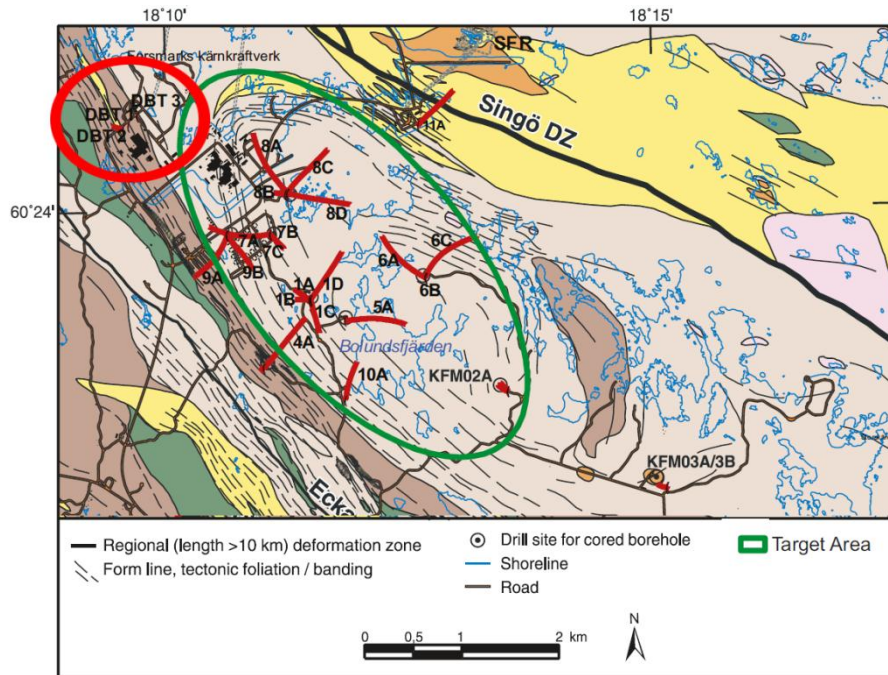 18°10'
18°15'
Forsmarks kärnkraftverk
SFR
DBT 3
DBT 1
DBT 2
11A
Singö DZ
8A
8C
8B
8D
60°24'
7B
7A
7C
6C
6A
9A
9B
6B
1A
1D
1B
1C
5A
4A
Bolundsfjärden
10A
KFM02A
KFM03A/3B
Ecka
Regional (length >10 km) deformation zone
Form line, tectonic foliation / banding
Drill site for cored borehole
Shoreline
Road
Target Area
N
0 0,5 1 2 km